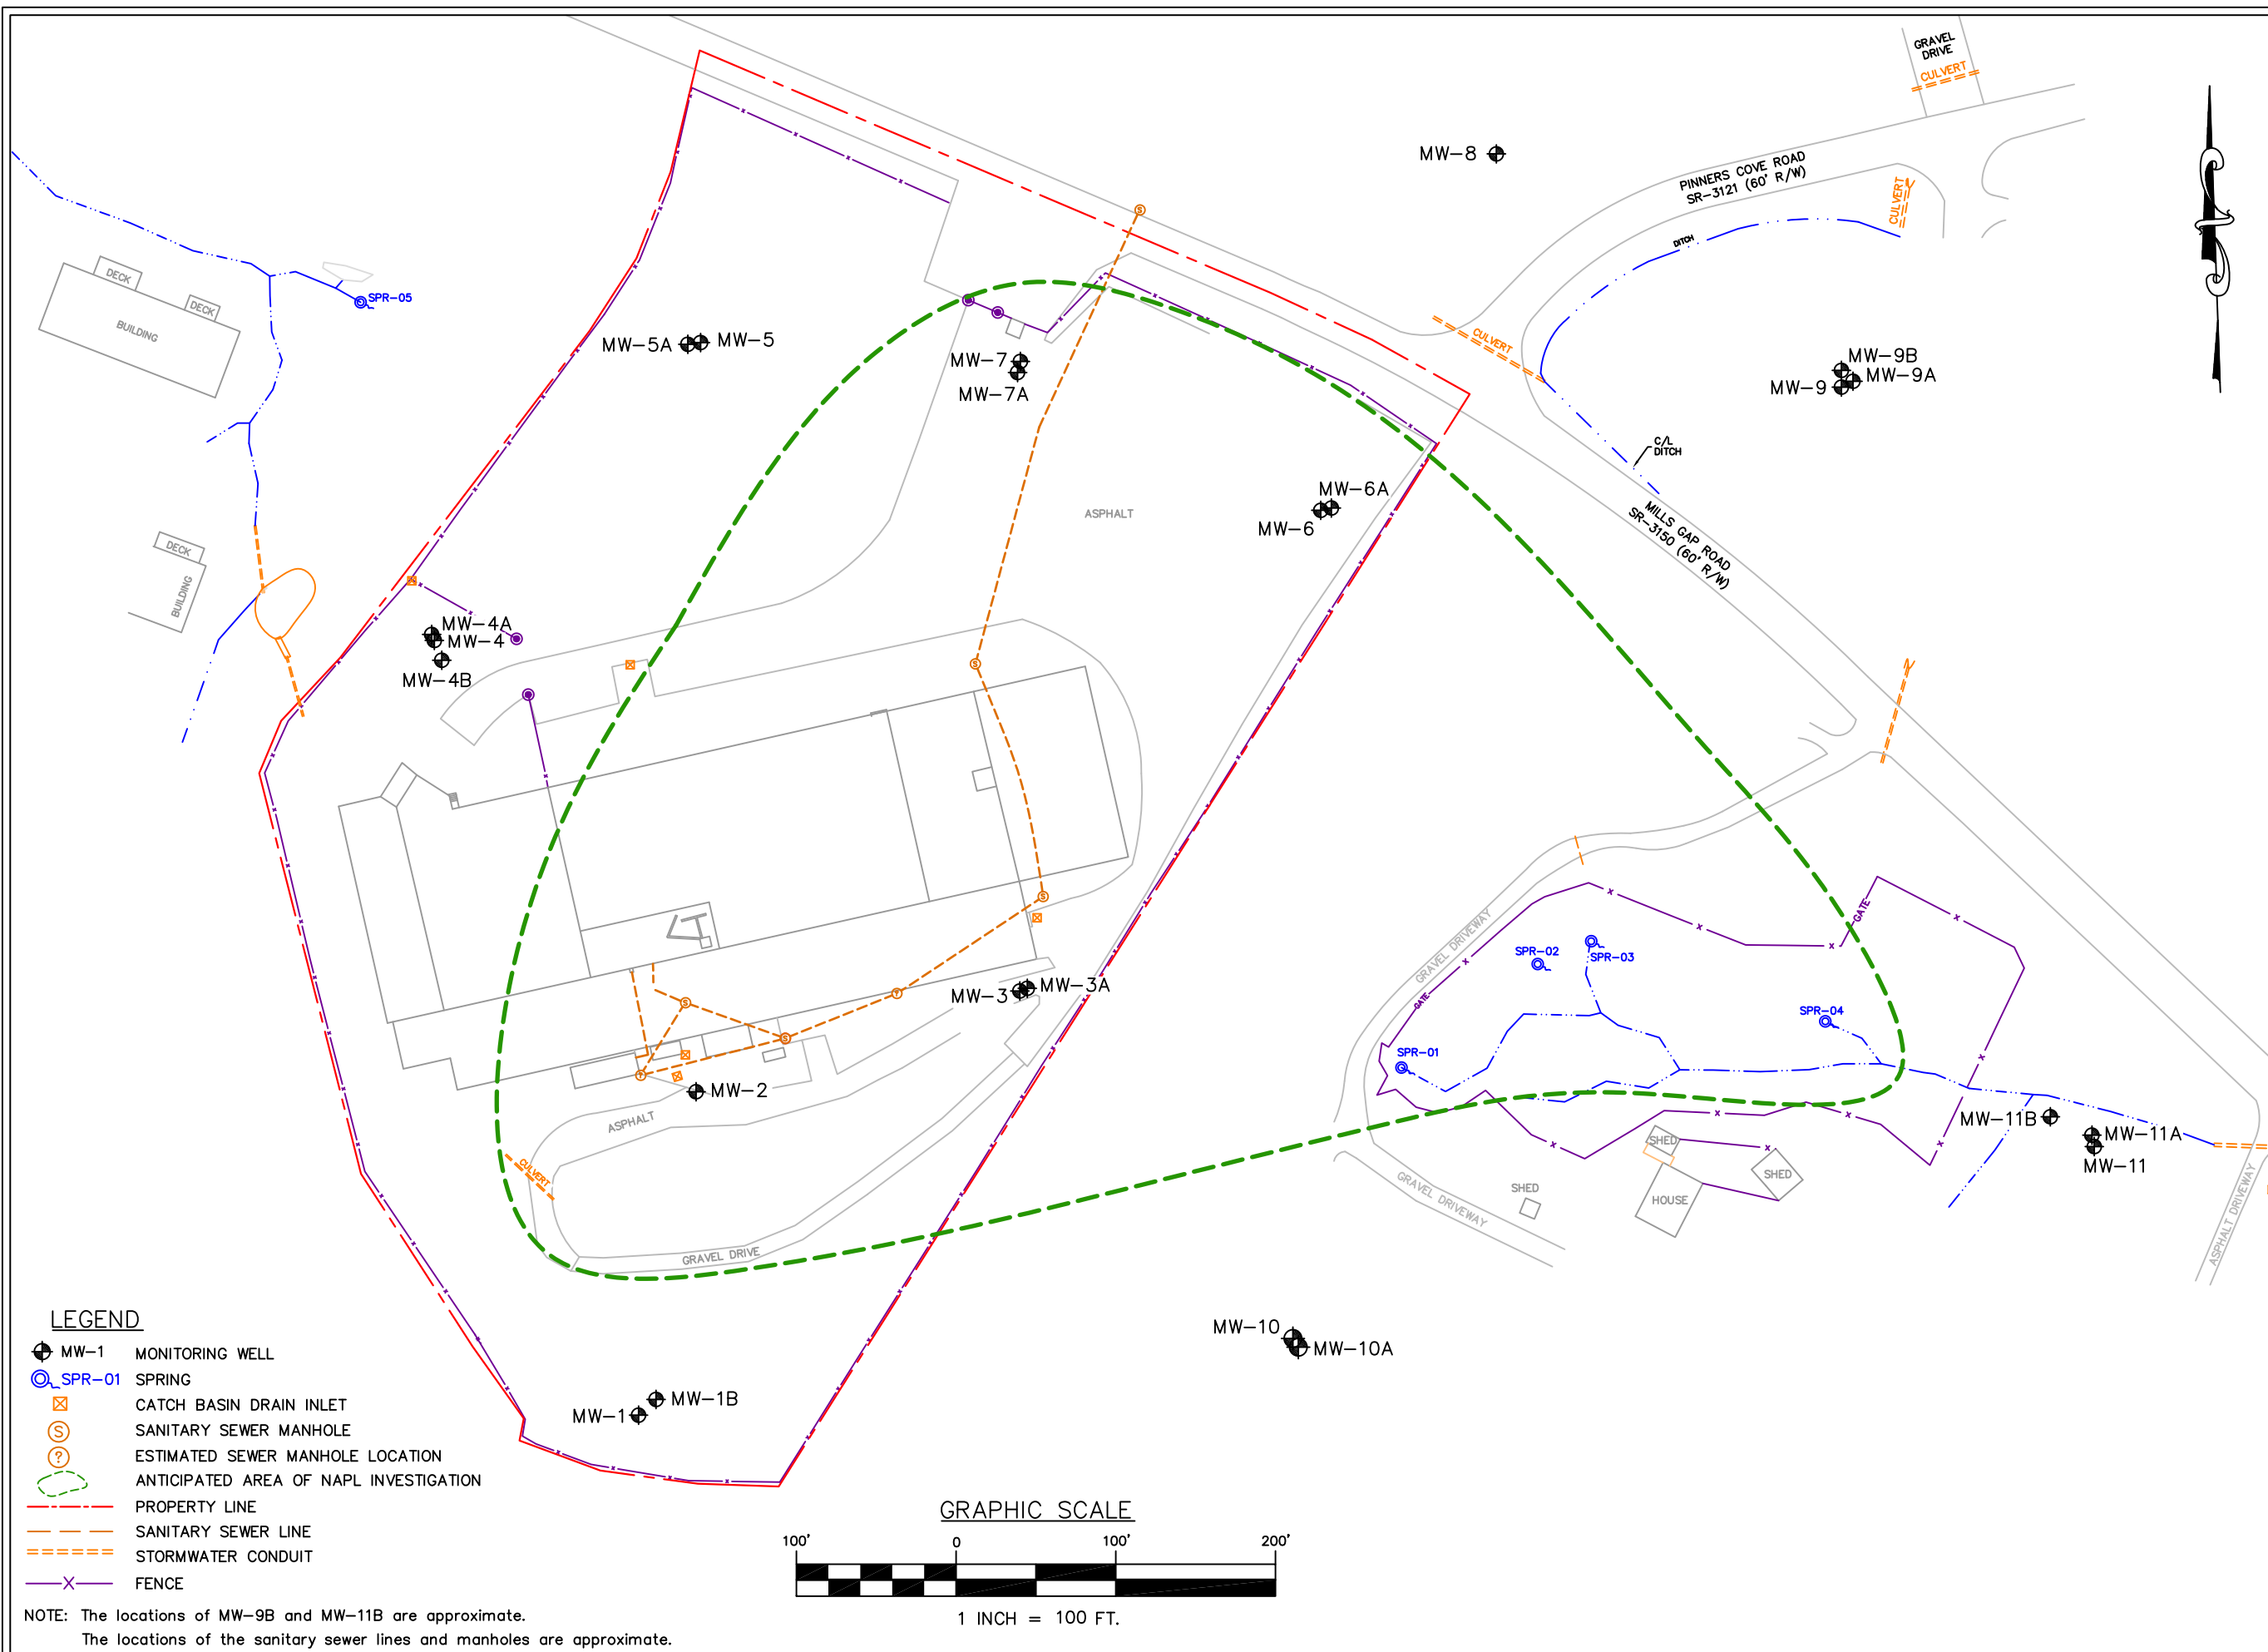 GRAVEL
DRIVE
CULVERT
MW-8
PINNERS COVE ROAD
SR-3121 (60' R/W)
CULVERT
DITCH
DECK
DECK
BUILDING
SPR-05
CULVERT
MW-5A
MW-5
MW-7
MW-7A
MW-9B
MW-9A
MW-9
C/L
DITCH
MW-6A
MW-6
ASPHALT
MILLS GAP ROAD
SR-3150 (60' R/W)
DECK
BUILDING
MW-4A
MW-4
MW-4B
S
S
S
GATE
GRAVEL DRIVEWAY
SPR-02
SPR-03
GATE
MW-3
MW-3A
?
S
SPR-04
S
SPR-01
?
MW-2
ASPHALT
MW-11B
MW-11A
MW-11
SHED
SHED
HOUSE
SHED
GRAVEL DRIVEWAY
ASPHALT DRIVEWAY
CULVERT
GRAVEL DRIVE
MW-10
MW-10A
MW-1B
MW-1
LEGEND
MW-1 MONITORING WELL
SPR-01 SPRING
CATCH BASIN DRAIN INLET
S SANITARY SEWER MANHOLE
? ESTIMATED SEWER MANHOLE LOCATION
ANTICIPATED AREA OF NAPL INVESTIGATION
PROPERTY LINE
SANITARY SEWER LINE
STORMWATER CONDUIT
X FENCE
NOTE: The locations of MW-9B and MW-11B are approximate.
The locations of the sanitary sewer lines and manholes are approximate.
GRAPHIC SCALE
100' 0 100' 200'
1 INCH = 100 FT.